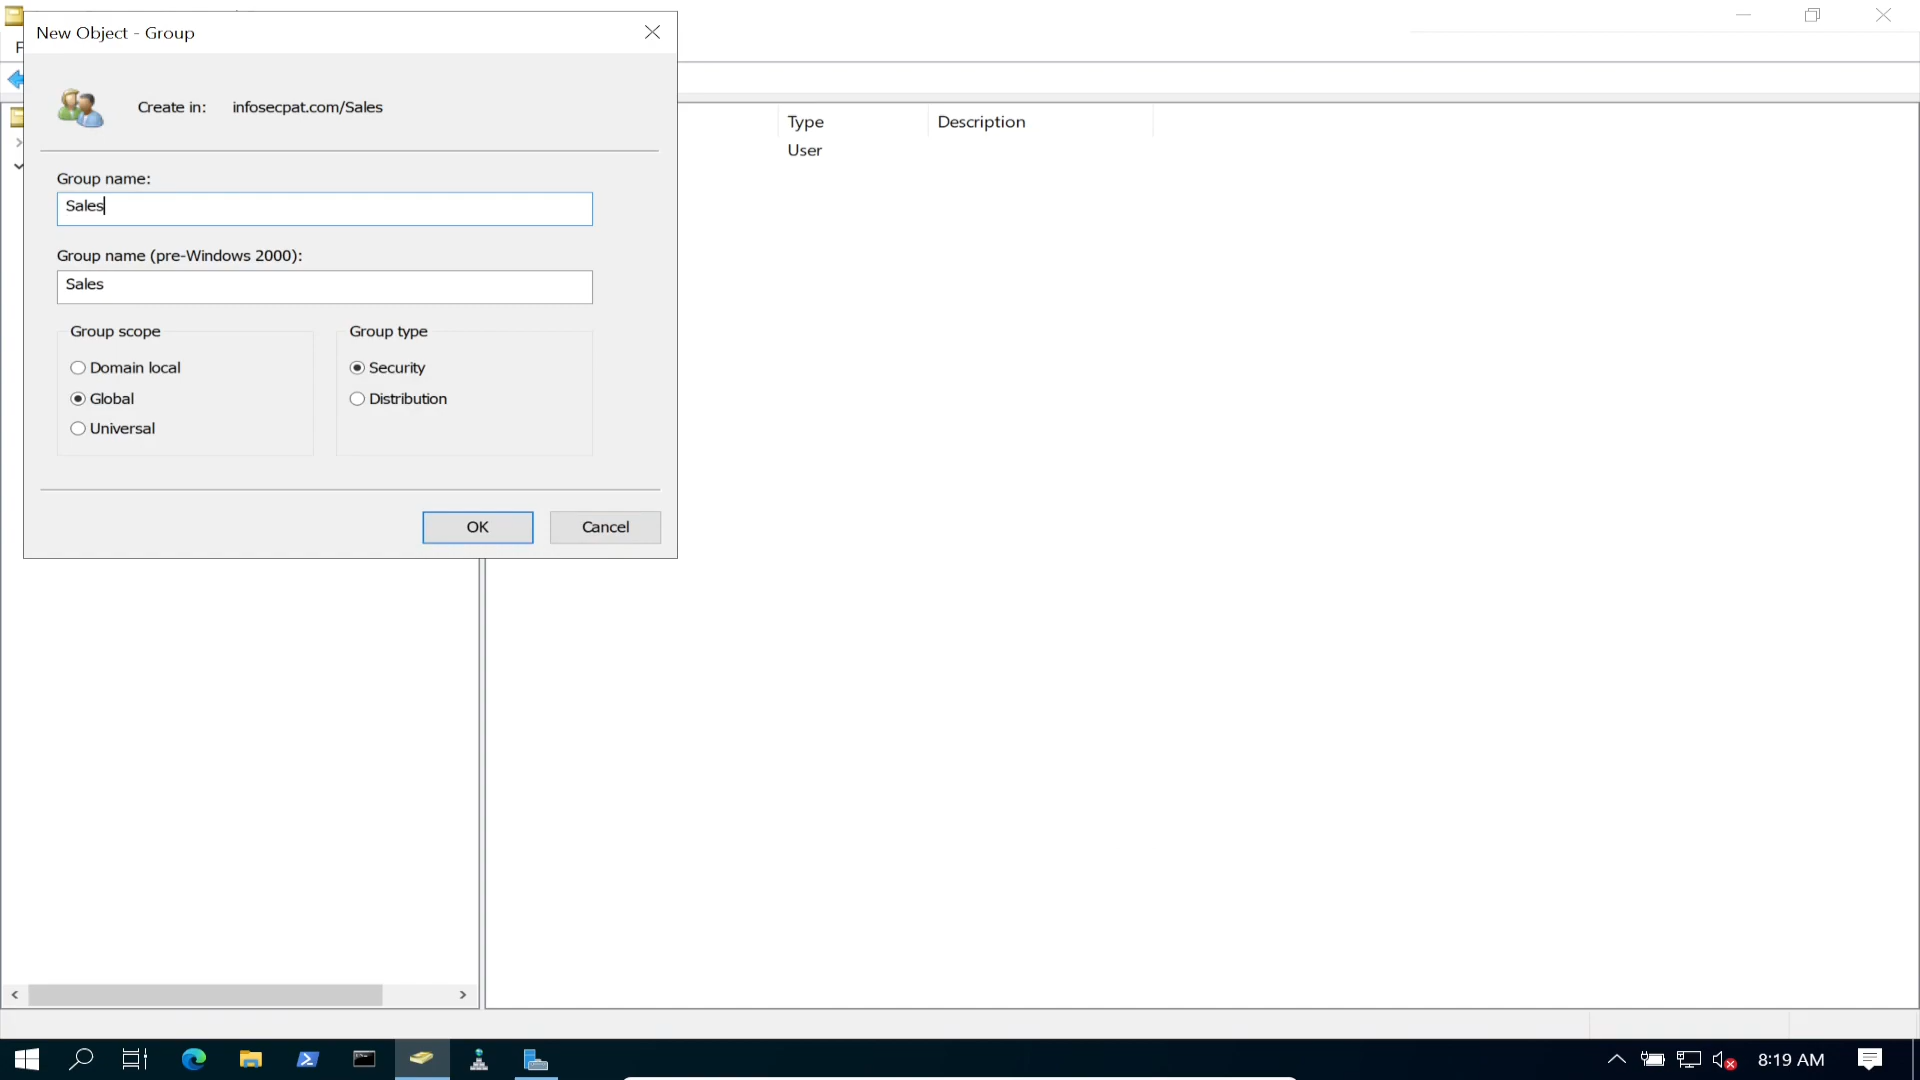 New Object - Group
F
Create in: infosecpat.com/Sales
Type Description
User
Group name:
Sales
Group name (pre-Windows 2000):
Sales
Group scope Group type
Domain local Security
Global Distribution
Universal
OK Cancel
8:19 AM